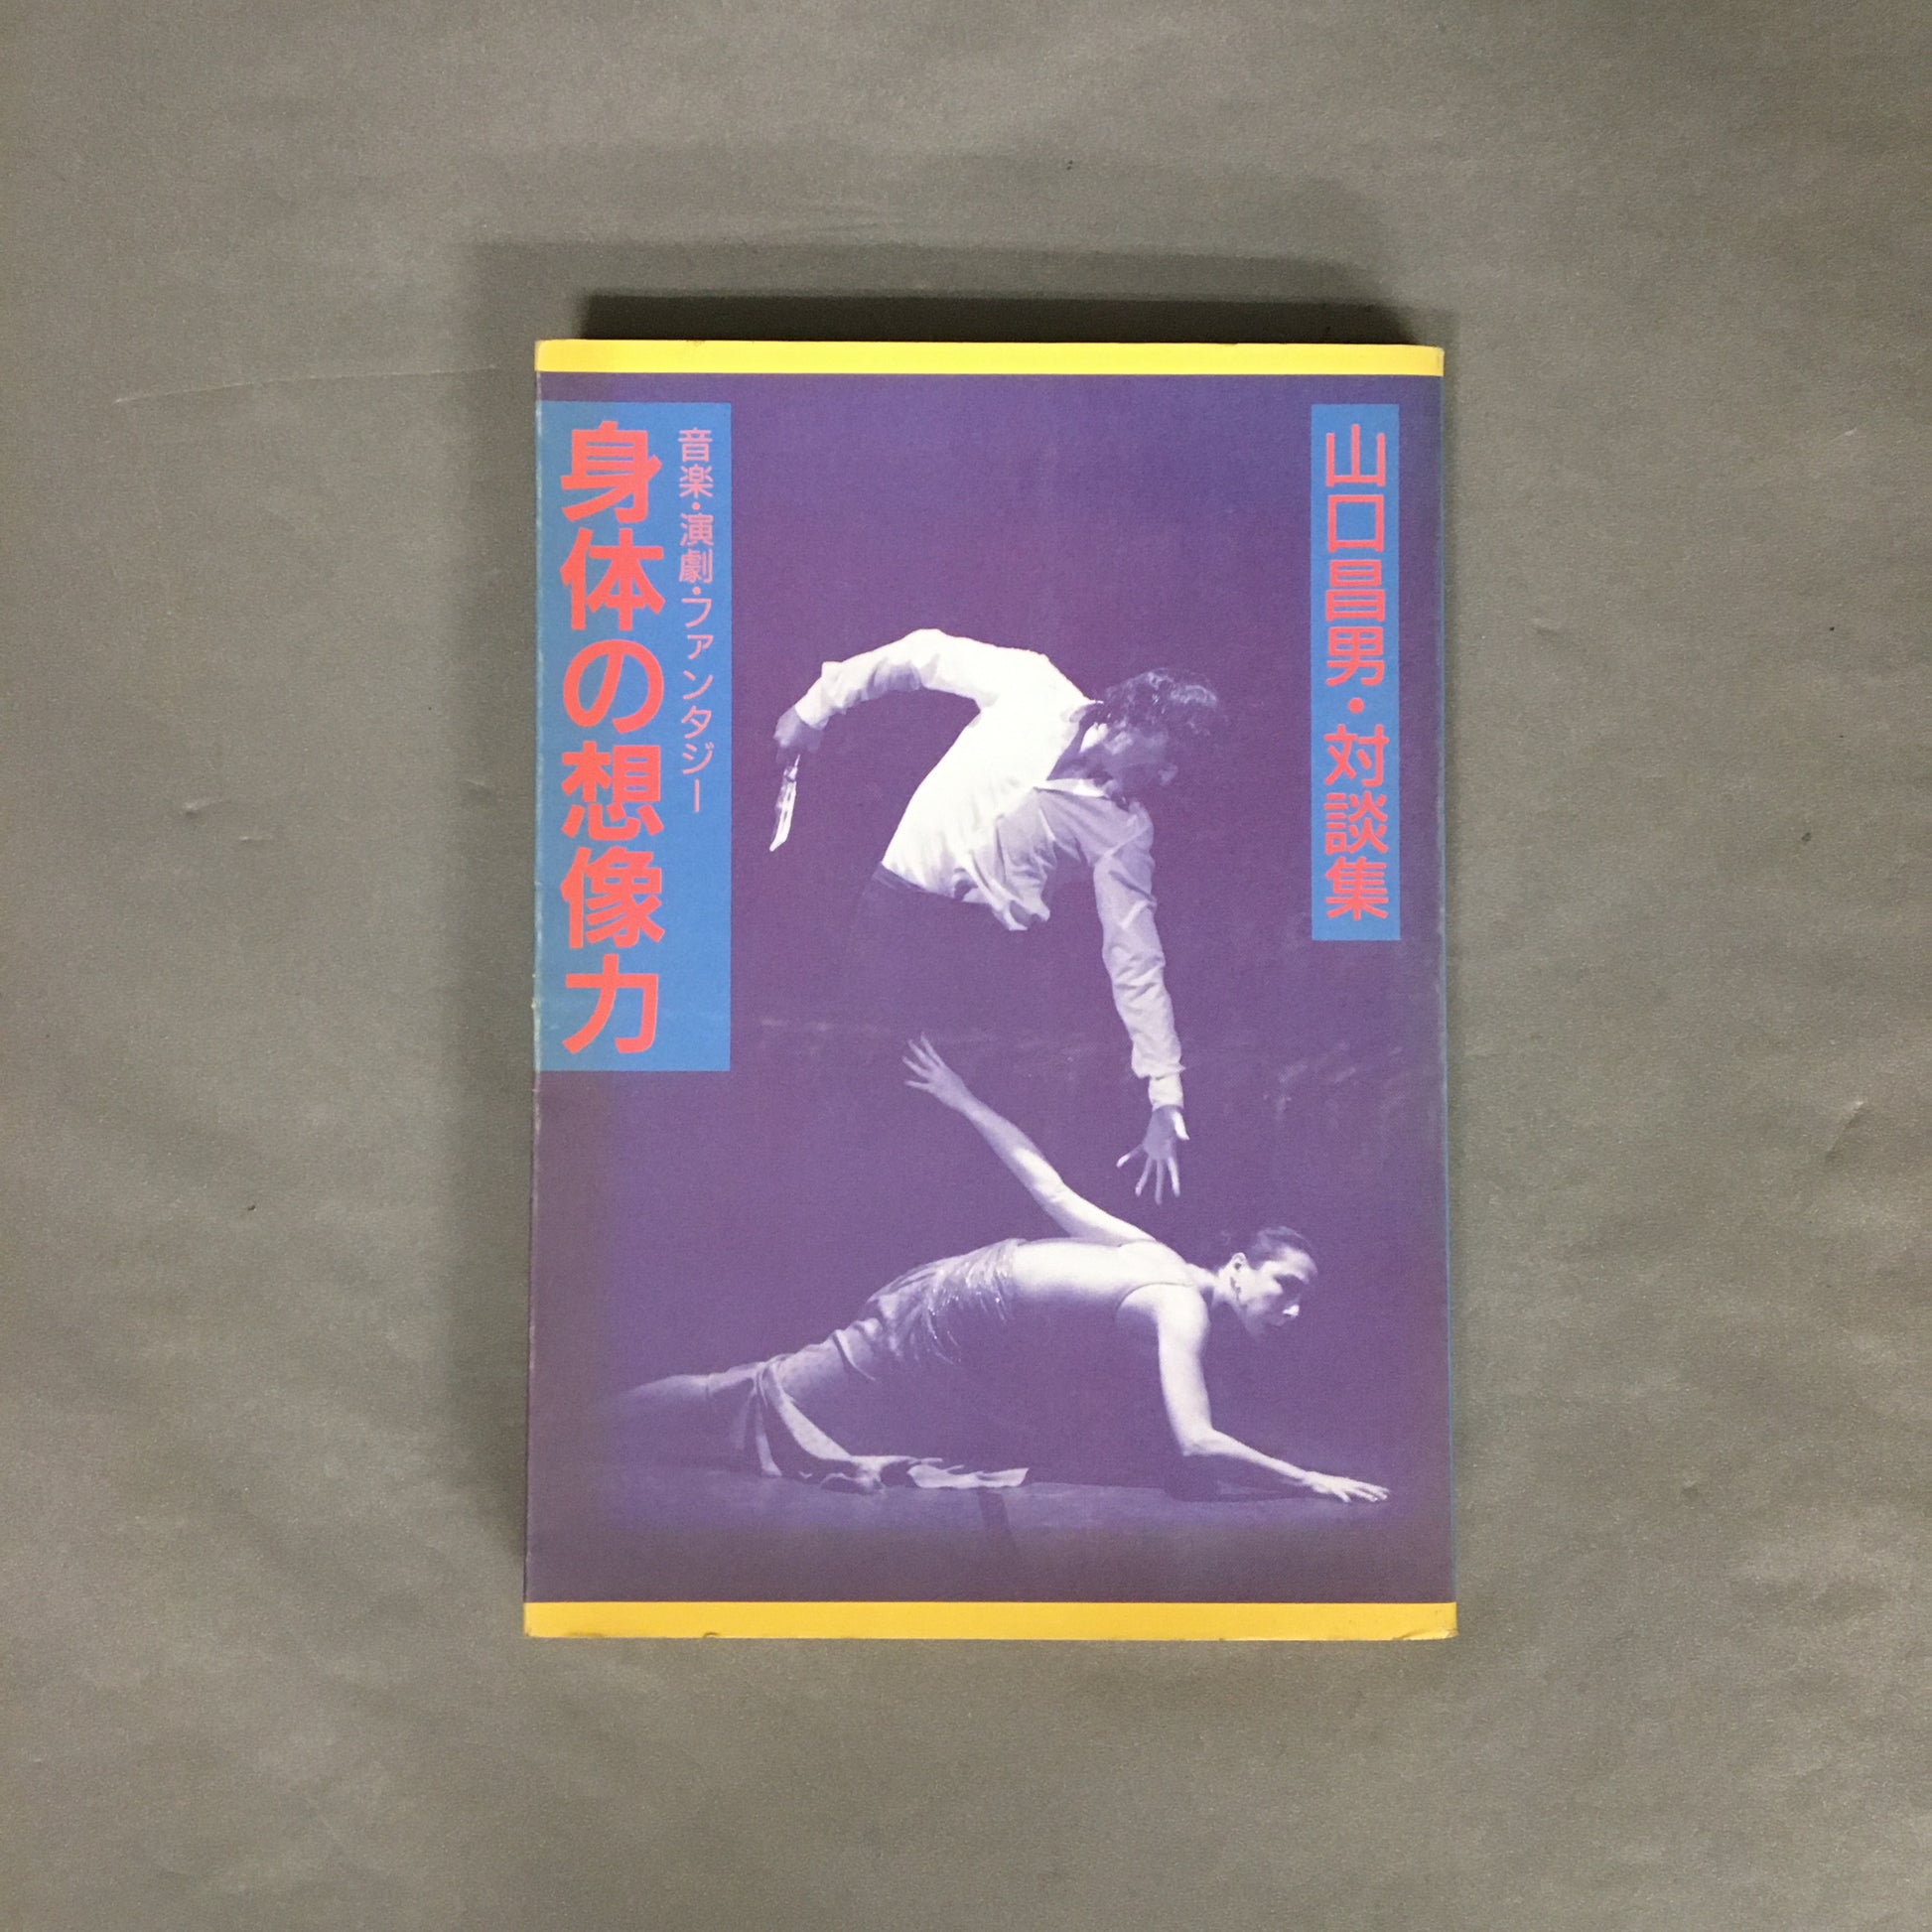 山口昌男・対談集
音楽・演劇・ファンタジー
身体の想像力